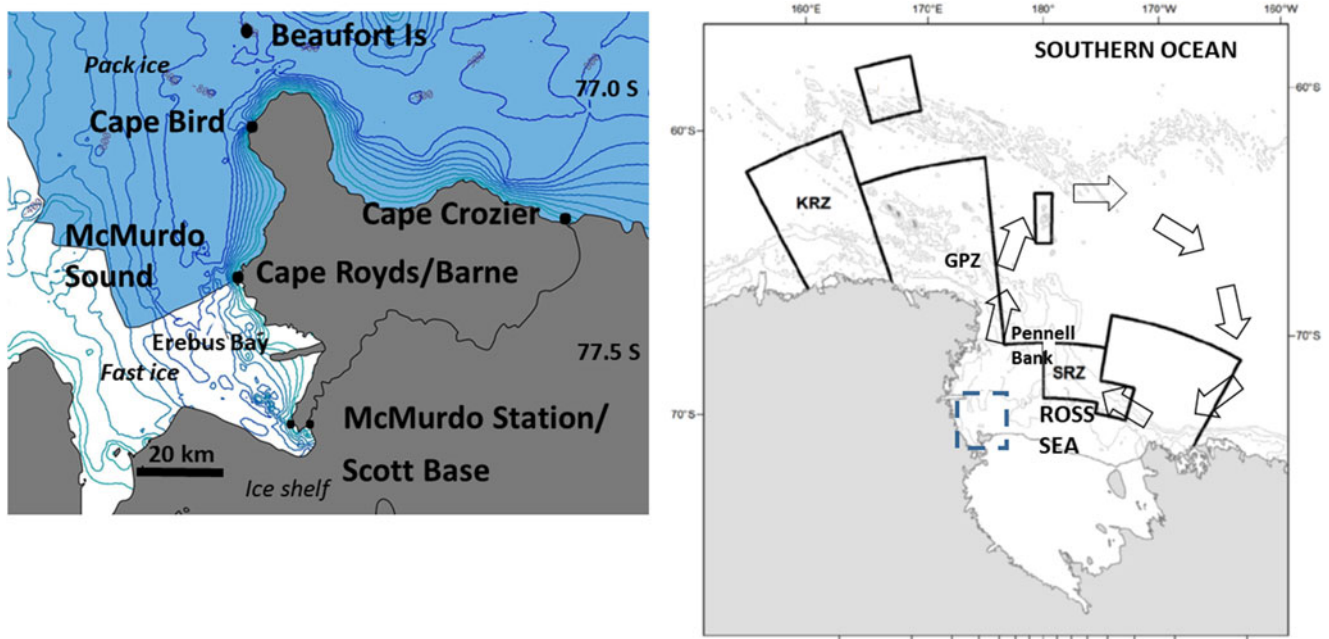 Beaufort Is
Pack ice
77.0 S
Cape Bird
Cape Crozier
McMurdo
Sound
Cape Royds/Barne
Erebus Bay
77.5 S
Fast ice
McMurdo Station/
20 km
Scott Base
Ice shelf
160°E
170°E
180°
170°W
160°W
SOUTHERN OCEAN
60°S
60°S
KRZ
GPZ
Pennell
Bank
70°S
SRZ
70°S
ROSS
SEA